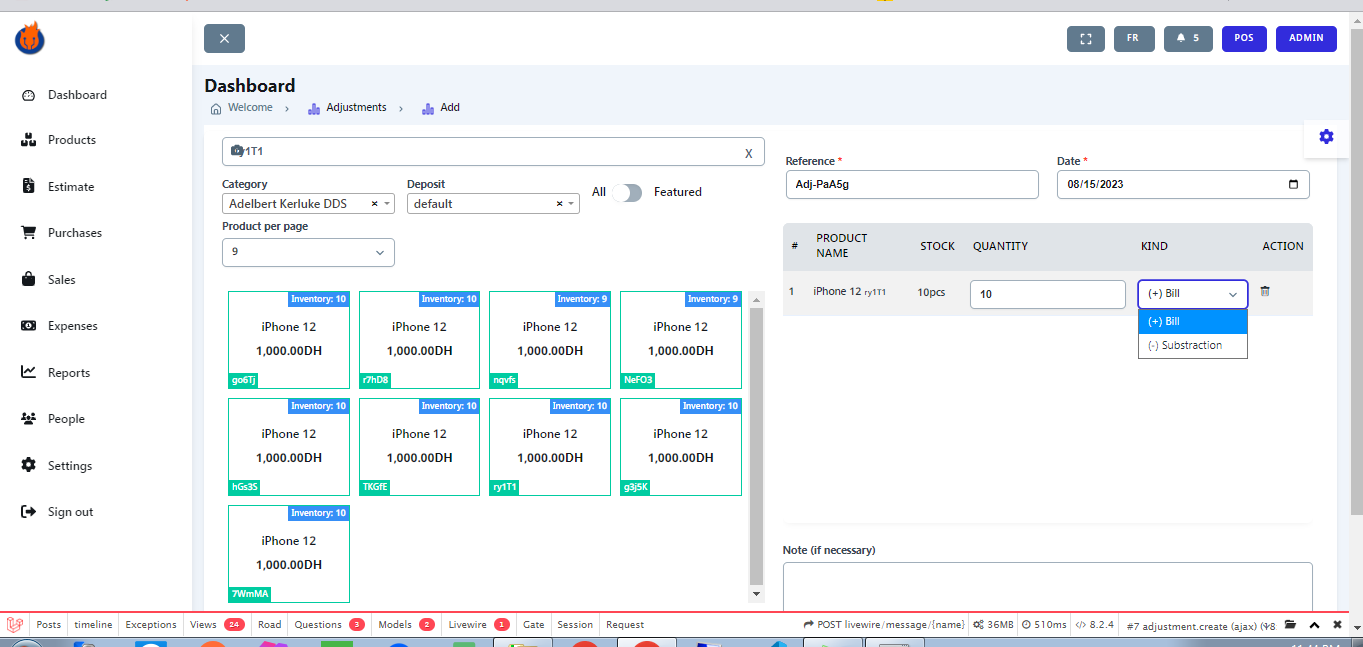 FR
5
POS
ADMIN
Dashboard
Welcome
Adjustments
Add
Dashboard
Products
Estimate
Purchases
Sales
Expenses
Reports
People
Settings
Sign out
y1T1
X
Category
Adelbert Kerluke DDS ×
Deposit
default ×
All
Featured
Product per page
9
Inventory: 10
iPhone 12
1,000.00DH
go6Tj
Inventory: 10
iPhone 12
1,000.00DH
r7hD8
Inventory: 9
iPhone 12
1,000.00DH
nqvfs
Inventory: 9
iPhone 12
1,000.00DH
NeFO3
Inventory: 10
iPhone 12
1,000.00DH
hGs3S
Inventory: 10
iPhone 12
1,000.00DH
TKGfE
Inventory: 10
iPhone 12
1,000.00DH
ry1T1
Inventory: 10
iPhone 12
1,000.00DH
g3j5K
Inventory: 10
iPhone 12
1,000.00DH
7WmMA
Reference *
Adj-PaA5g
Date *
08/15/2023
# PRODUCT NAME STOCK QUANTITY KIND ACTION
1 iPhone 12 ry1T1 10pcs 10 (+) Bill
(+) Bill
(-) Substraction
Note (if necessary)
Posts timeline Exceptions Views 24 Road Questions 3 Models 2 Livewire 1 Gate Session Request
POST livewire/message/{name} 36MB 510ms </> 8.2.4 #7 adjustment.create (ajax)